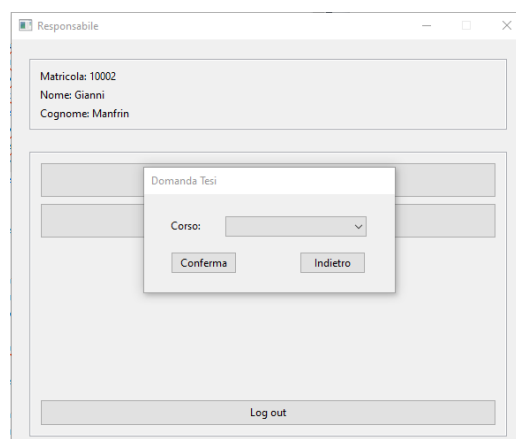 Responsabile
Matricola: 10002
Nome: Gianni
Cognome: Manfrin
Domanda Tesi
Corso:
Conferma Indietro
Log out